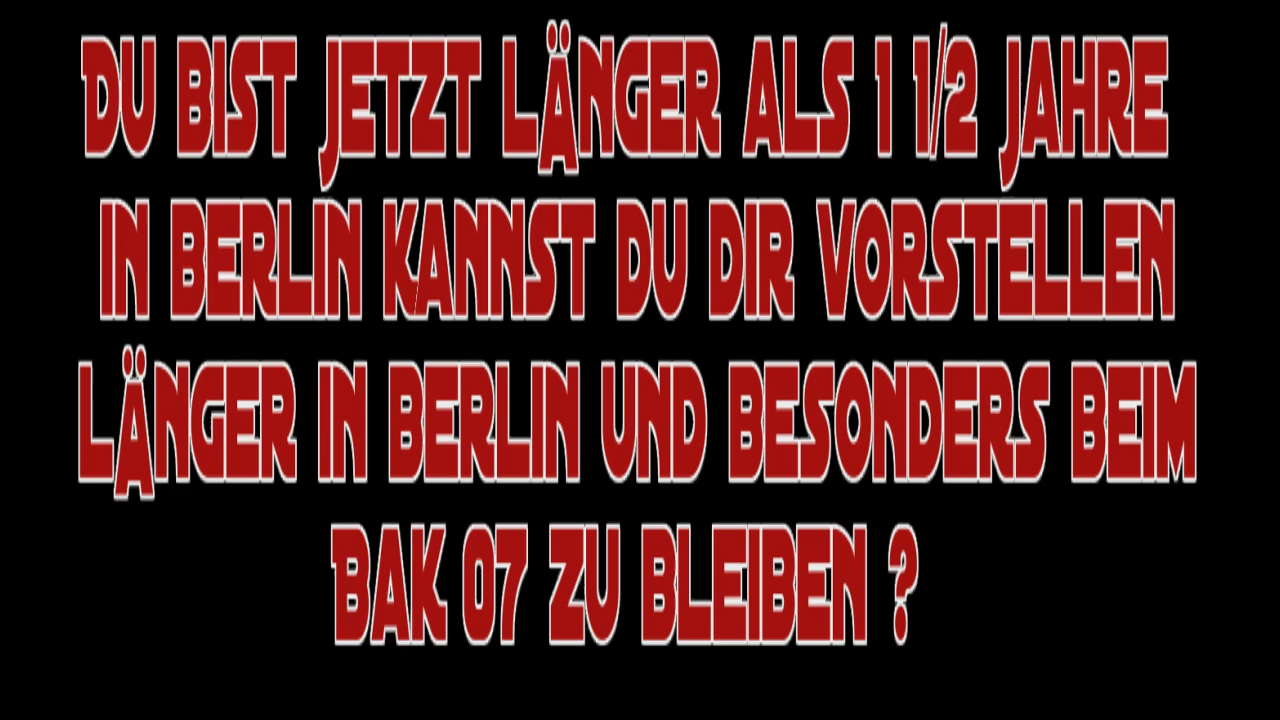 DU BIST JETZT LÄNGER ALS 1 1/2 JAHRE
IN BERLIN KANNST DU DIR VORSTELLEN
LÄNGER IN BERLIN UND BESONDERS BEIM
BAK 07 ZU BLEIBEN ?